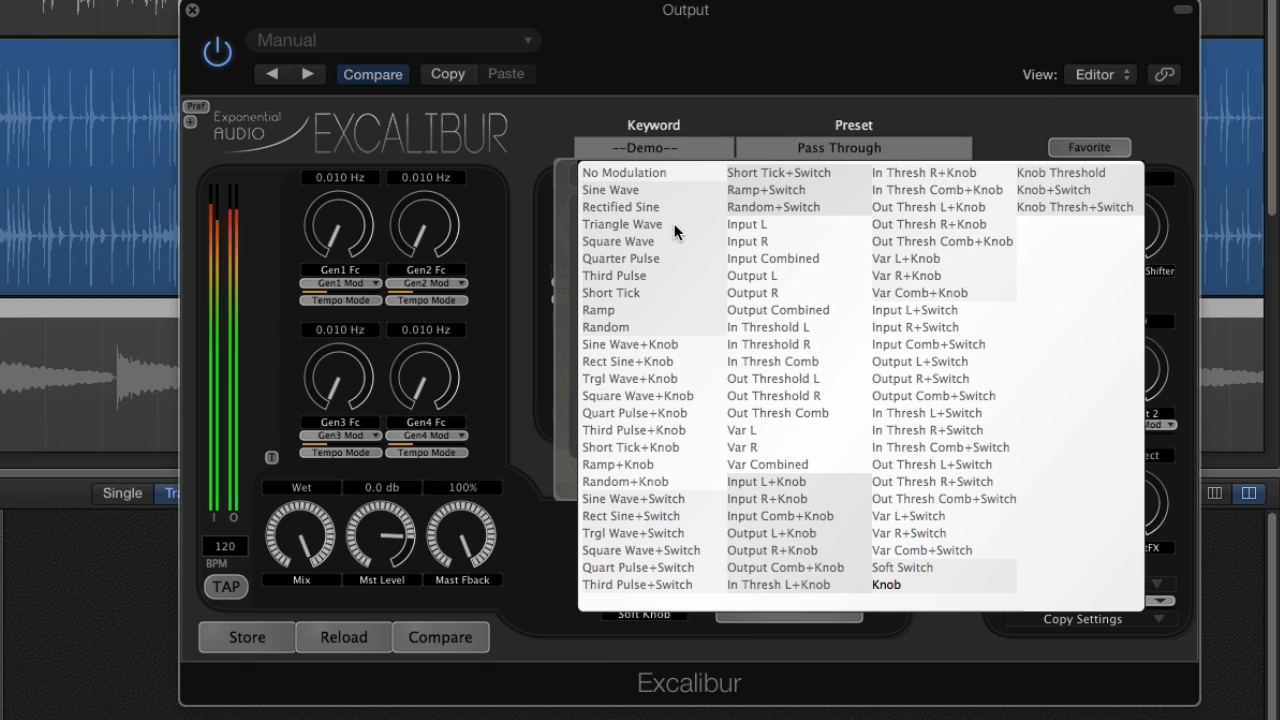 Output
Manual
Compare
Copy
Paste
View:
Editor
Pref
Exponential
AUDIO
EXCALIBUR
Keyword
Preset
--Demo--
Pass Through
Favorite
0.010 Hz
0.010 Hz
Gen1 Fc
Gen2 Fc
Gen1 Mod
Gen2 Mod
Tempo Mode
Tempo Mode
0.010 Hz
0.010 Hz
Gen3 Fc
Gen4 Fc
Gen3 Mod
Gen4 Mod
Tempo Mode
Tempo Mode
T
I
O
120
BPM
TAP
Wet
0.0 db
100%
Mix
Mst Level
Mast Fback
Store
Reload
Compare
Single
No Modulation
Sine Wave
Rectified Sine
Triangle Wave
Square Wave
Quarter Pulse
Third Pulse
Short Tick
Ramp
Random
Sine Wave+Knob
Rect Sine+Knob
Trgl Wave+Knob
Square Wave+Knob
Quart Pulse+Knob
Third Pulse+Knob
Short Tick+Knob
Ramp+Knob
Random+Knob
Sine Wave+Switch
Rect Sine+Switch
Trgl Wave+Switch
Square Wave+Switch
Quart Pulse+Switch
Third Pulse+Switch
Short Tick+Switch
Ramp+Switch
Random+Switch
Input L
Input R
Input Combined
Output L
Output R
Output Combined
In Threshold L
In Threshold R
In Thresh Comb
Out Threshold L
Out Threshold R
Out Thresh Comb
Var L
Var R
Var Combined
Input L+Knob
Input R+Knob
Input Comb+Knob
Output L+Knob
Output R+Knob
Output Comb+Knob
In Thresh L+Knob
In Thresh R+Knob
In Thresh Comb+Knob
Out Thresh L+Knob
Out Thresh R+Knob
Out Thresh Comb+Knob
Var L+Knob
Var R+Knob
Var Comb+Knob
Input L+Switch
Input R+Switch
Input Comb+Switch
Output L+Switch
Output R+Switch
Output Comb+Switch
In Thresh L+Switch
In Thresh R+Switch
In Thresh Comb+Switch
Out Thresh L+Switch
Out Thresh R+Switch
Out Thresh Comb+Switch
Var L+Switch
Var R+Switch
Var Comb+Switch
Soft Switch
Knob
Knob Threshold
Knob+Switch
Knob Thresh+Switch
Shifter
Soft Knob
Copy Settings
Excalibur